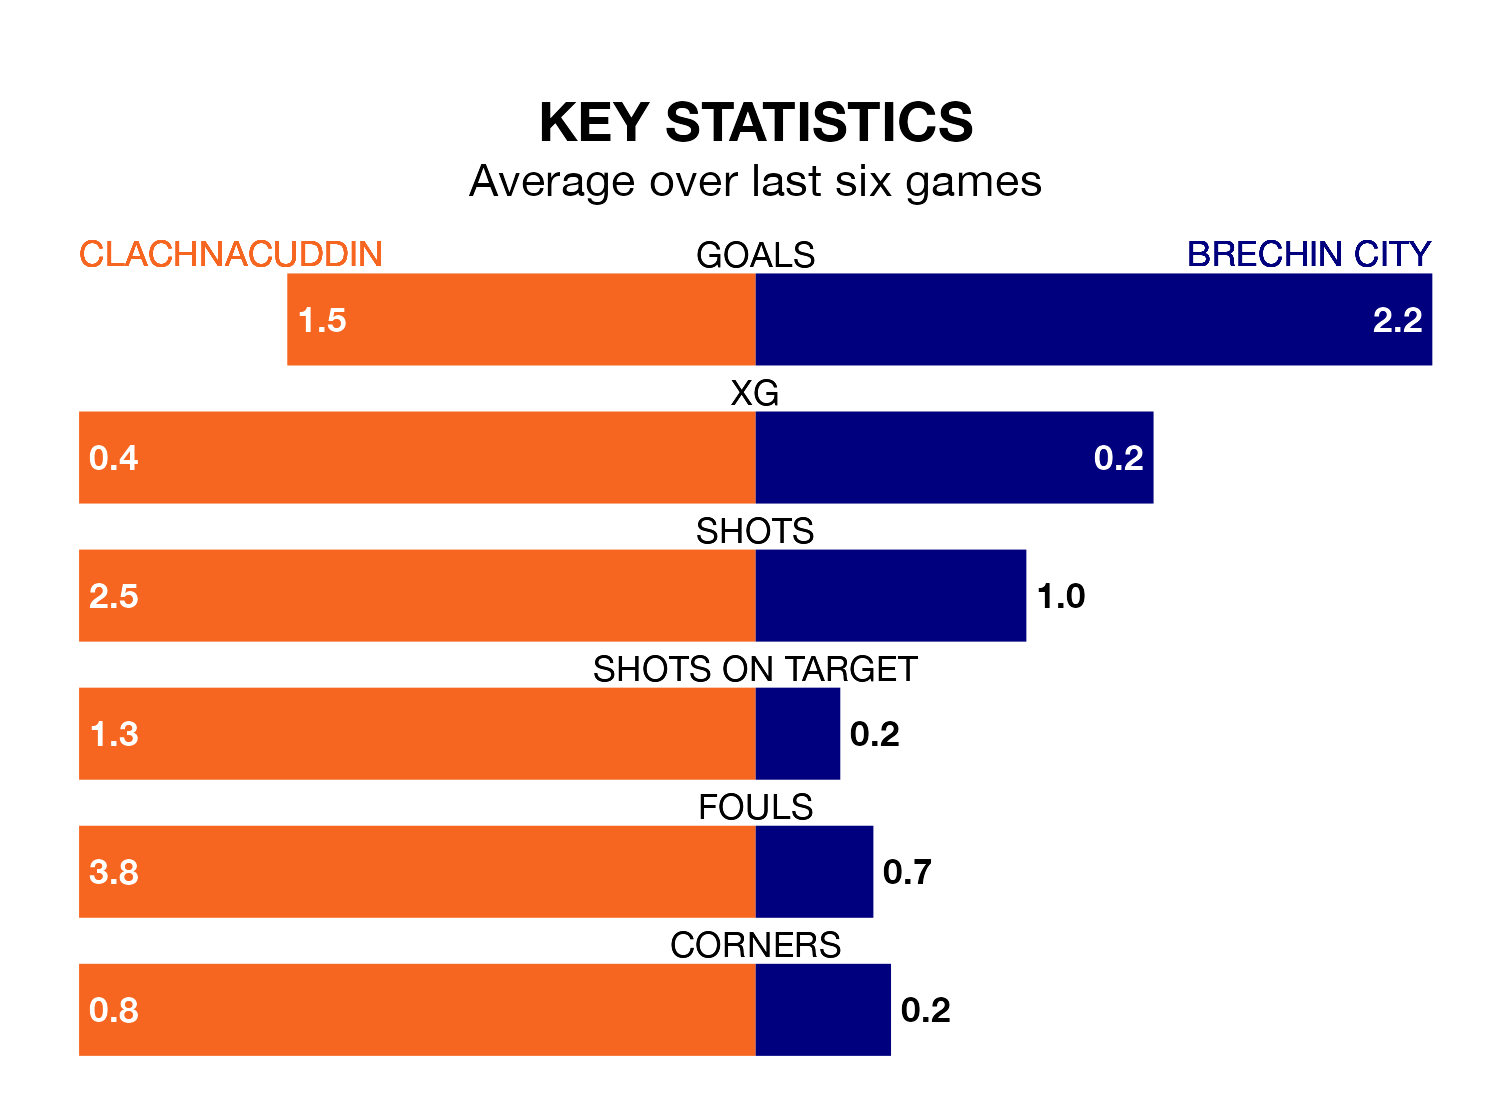 KEY STATISTICS
Average over last six games
CLACHNACUDDIN GOALS BRECHIN CITY
1.5 2.2
XG
0.4 0.2
SHOTS
2.5 1.0
SHOTS ON TARGET
1.3 0.2
FOULS
3.8 0.7
CORNERS
0.8 0.2